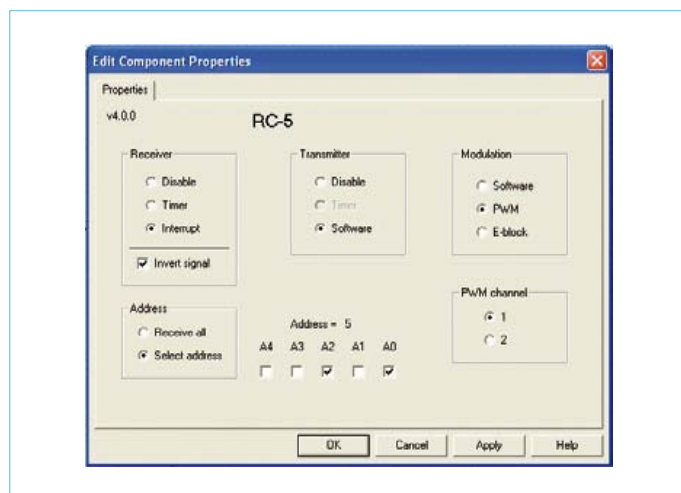 Edit Component Properties
Properties
v4.0.0
RC-5
Receiver
Disable
Timer
Interrupt
Invert signal
Transmitter
Disable
Timer
Software
Modulation
Software
PWM
E-block
Address
Receive all
Select address
Address = 5
A4 A3 A2 A1 A0
PWM channel
1
2
OK Cancel Apply Help